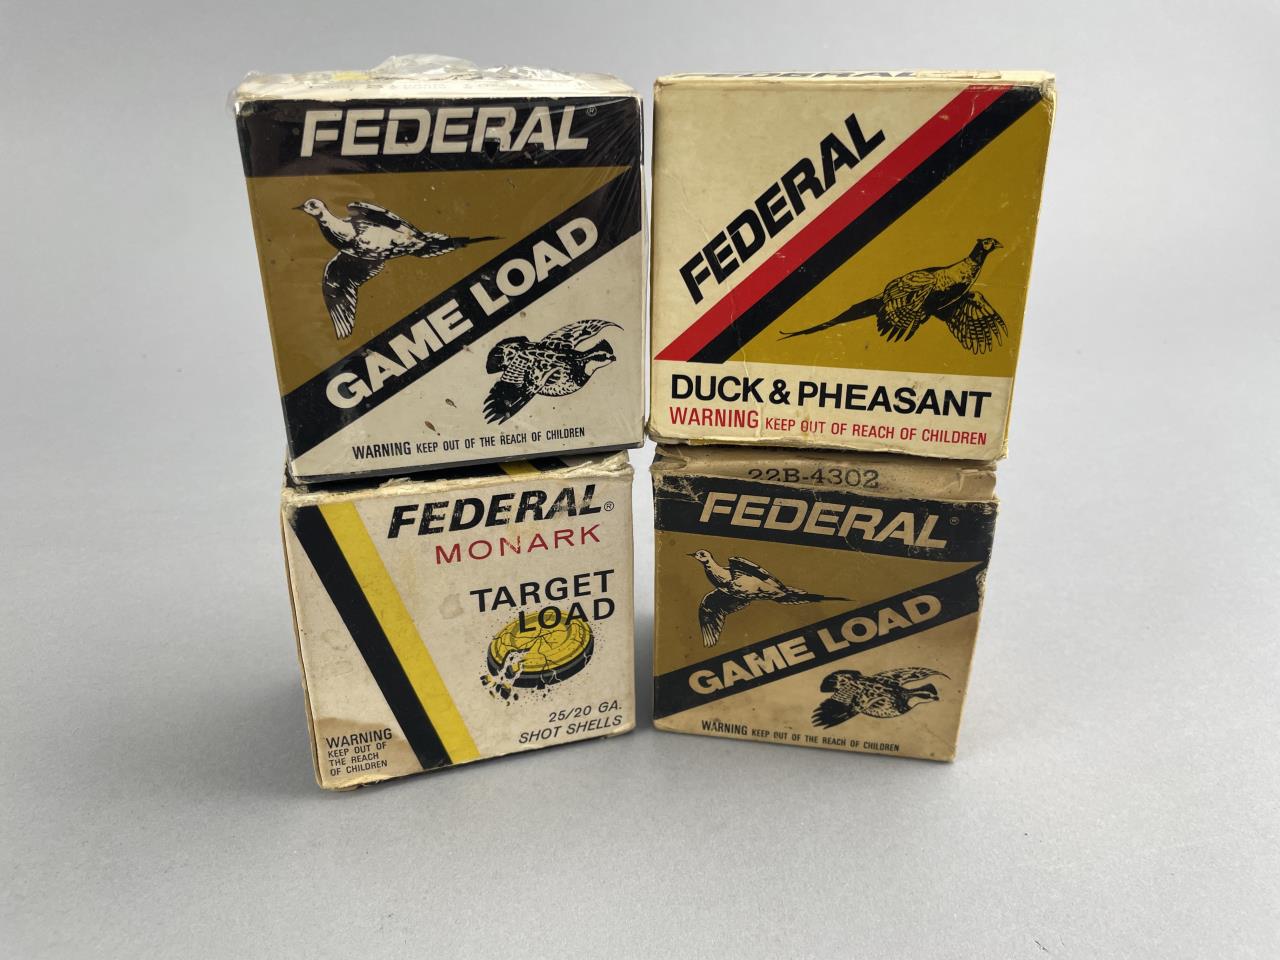 FEDERAL®
GAME LOAD
WARNING KEEP OUT OF THE REACH OF CHILDREN
FEDERAL
FEDERAL
DUCK & PHEASANT
WARNING KEEP OUT OF REACH OF CHILDREN
FEDERAL®
MONARK
TARGET
LOAD
25/20 GA.
SHOT SHELLS
WARNING
KEEP OUT OF
THE REACH
OF CHILDREN
22B-4302
FEDERAL®
GAME LOAD
WARNING KEEP OUT OF THE REACH OF CHILDREN